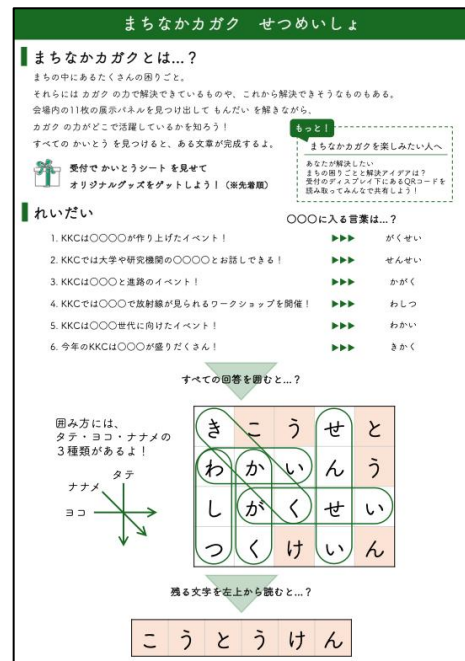 まちなかカガク　せつめいしょ
まちなかカガクとは...？
まちの中にあるたくさんの困りごと。
それらには カガク の力で解決できているものや、これから解決できそうなものもある。
会場内の11枚の展示パネルを見つけ出して もんだい を解きながら、
カガク の力がどこで活躍しているかを知ろう！
すべての かいとう を見つけると、ある文章が完成するよ。
受付で かいとうシート を見せて
オリジナルグッズをゲットしよう！（※先着順）
もっと！
まちなかカガクを楽しみたい人へ
あなたが解決したい
まちの困りごとと解決アイデアは？
受付のディスプレイ下にあるQRコードを
読み取ってみんなで共有しよう！
れいだい
○○○に入る言葉は...？
1. KKCは○○○○が作り上げたイベント！ ▶▶▶ がくせい
2. KKCでは大学や研究機関の○○○○とお話しできる！ ▶▶▶ せんせい
3. KKCは○○○と進路のイベント！ ▶▶▶ かがく
4. KKCでは○○○で放射線が見られるワークショップを開催！ ▶▶▶ わしつ
5. KKCは○○○世代に向けたイベント！ ▶▶▶ わかい
6. 今年のKKCは○○○が盛りだくさん！ ▶▶▶ きかく
すべての回答を囲むと...？
囲み方には、
タテ・ヨコ・ナナメの
3種類があるよ！
タテ
ナナメ
ヨコ
き こ う せ と
わ か い ん う
し が く せ い
つ く け い ん
残る文字を左上から読むと...？
こ う と う け ん